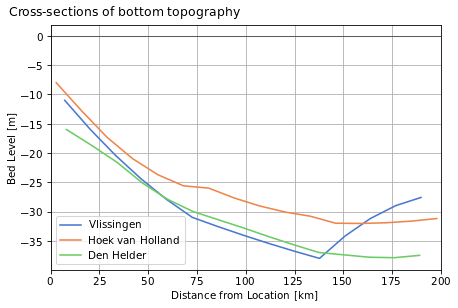 Cross-sections of bottom topography
0
−5
−10
−15
−20
−25
−30
−35
Bed Level [m]
Vlissingen
Hoek van Holland
Den Helder
0 25 50 75 100 125 150 175 200
Distance from Location [km]